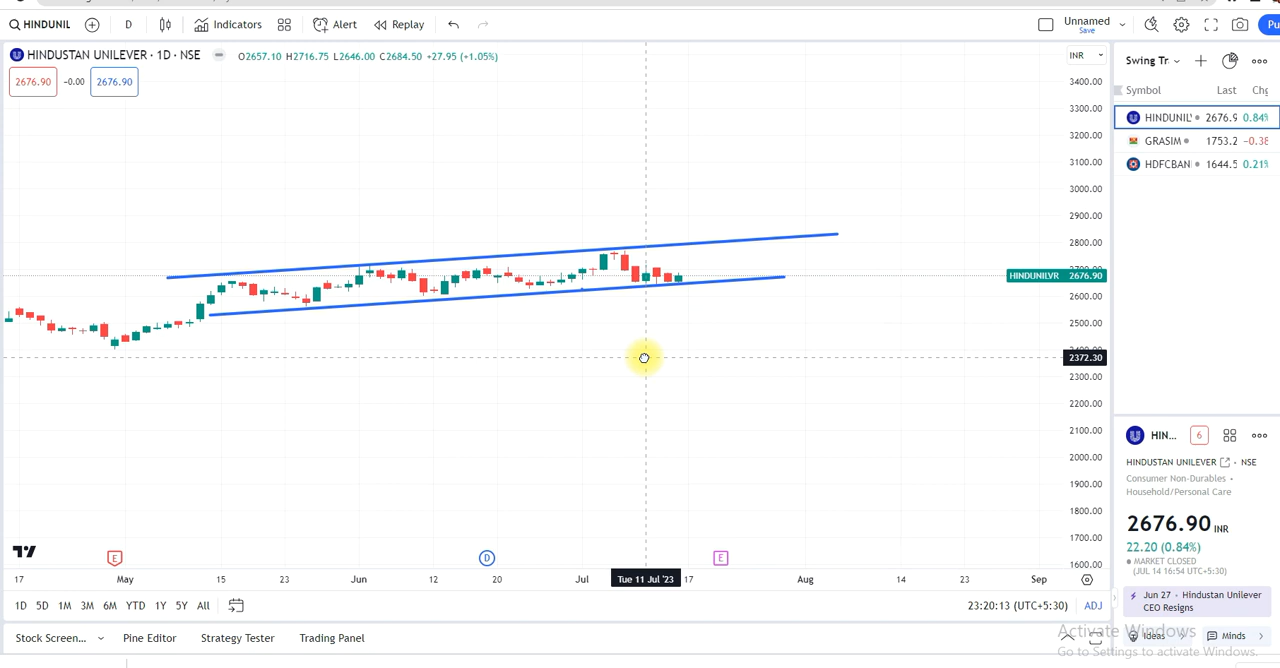 HINDUNIL D Indicators Alert Replay Unnamed
Save
HINDUSTAN UNILEVER · 1D · NSE O2657.10 H2716.75 L2646.00 C2684.50 +27.95 (+1.05%) INR
2676.90 −0.00 2676.90
3400.00
3300.00
3200.00
3100.00
3000.00
2900.00
2800.00
HINDUNILVR 2676.90
2600.00
2500.00
2372.30
2300.00
2200.00
2100.00
2000.00
1900.00
1800.00
1700.00
1600.00
E D E
17 May 15 23 Jun 12 20 Jul Tue 11 Jul '23 17 Aug 14 23 Sep
1D 5D 1M 3M 6M YTD 1Y 5Y All 23:20:13 (UTC+5:30) ADJ
Stock Screen... Pine Editor Strategy Tester Trading Panel
Swing Tr
Symbol Last Chg
HINDUNIL 2676.9 0.84%
GRASIM 1753.2 −0.38
HDFCBAN 1644.5 0.21%
HIN... 6
HINDUSTAN UNILEVER · NSE
Consumer Non-Durables •
Household/Personal Care
2676.90 INR
22.20 (0.84%)
MARKET CLOSED
(JUL 14 16:54 UTC+5:30)
Jun 27 · Hindustan Unilever
CEO Resigns
Ideas Minds
Activate Windows
Go to Settings to activate Windows.